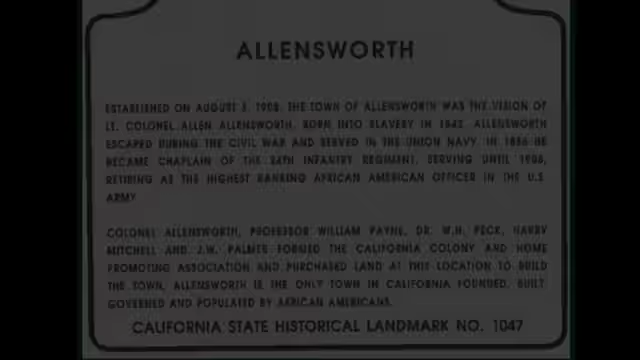 ALLENSWORTH
ESTABLISHED ON AUGUST 3, 1908, THE TOWN OF ALLENSWORTH WAS THE VISION OF
LT. COLONEL ALLEN ALLENSWORTH. BORN INTO SLAVERY IN 1842, ALLENSWORTH
ESCAPED DURING THE CIVIL WAR AND SERVED IN THE UNION NAVY. IN 1886 HE
BECAME CHAPLAIN OF THE 24TH INFANTRY REGIMENT, SERVING UNTIL 1906,
RETIRING AS THE HIGHEST RANKING AFRICAN AMERICAN OFFICER IN THE U.S.
ARMY.
COLONEL ALLENSWORTH, PROFESSOR WILLIAM PAYNE, DR. W.H. PECK, HARRY
MITCHELL AND J.W. PALMER FORMED THE CALIFORNIA COLONY AND HOME
PROMOTING ASSOCIATION AND PURCHASED LAND AT THIS LOCATION TO BUILD
THE TOWN. ALLENSWORTH IS THE ONLY TOWN IN CALIFORNIA FOUNDED, BUILT,
GOVERNED AND POPULATED BY AFRICAN AMERICANS.
CALIFORNIA STATE HISTORICAL LANDMARK NO. 1047